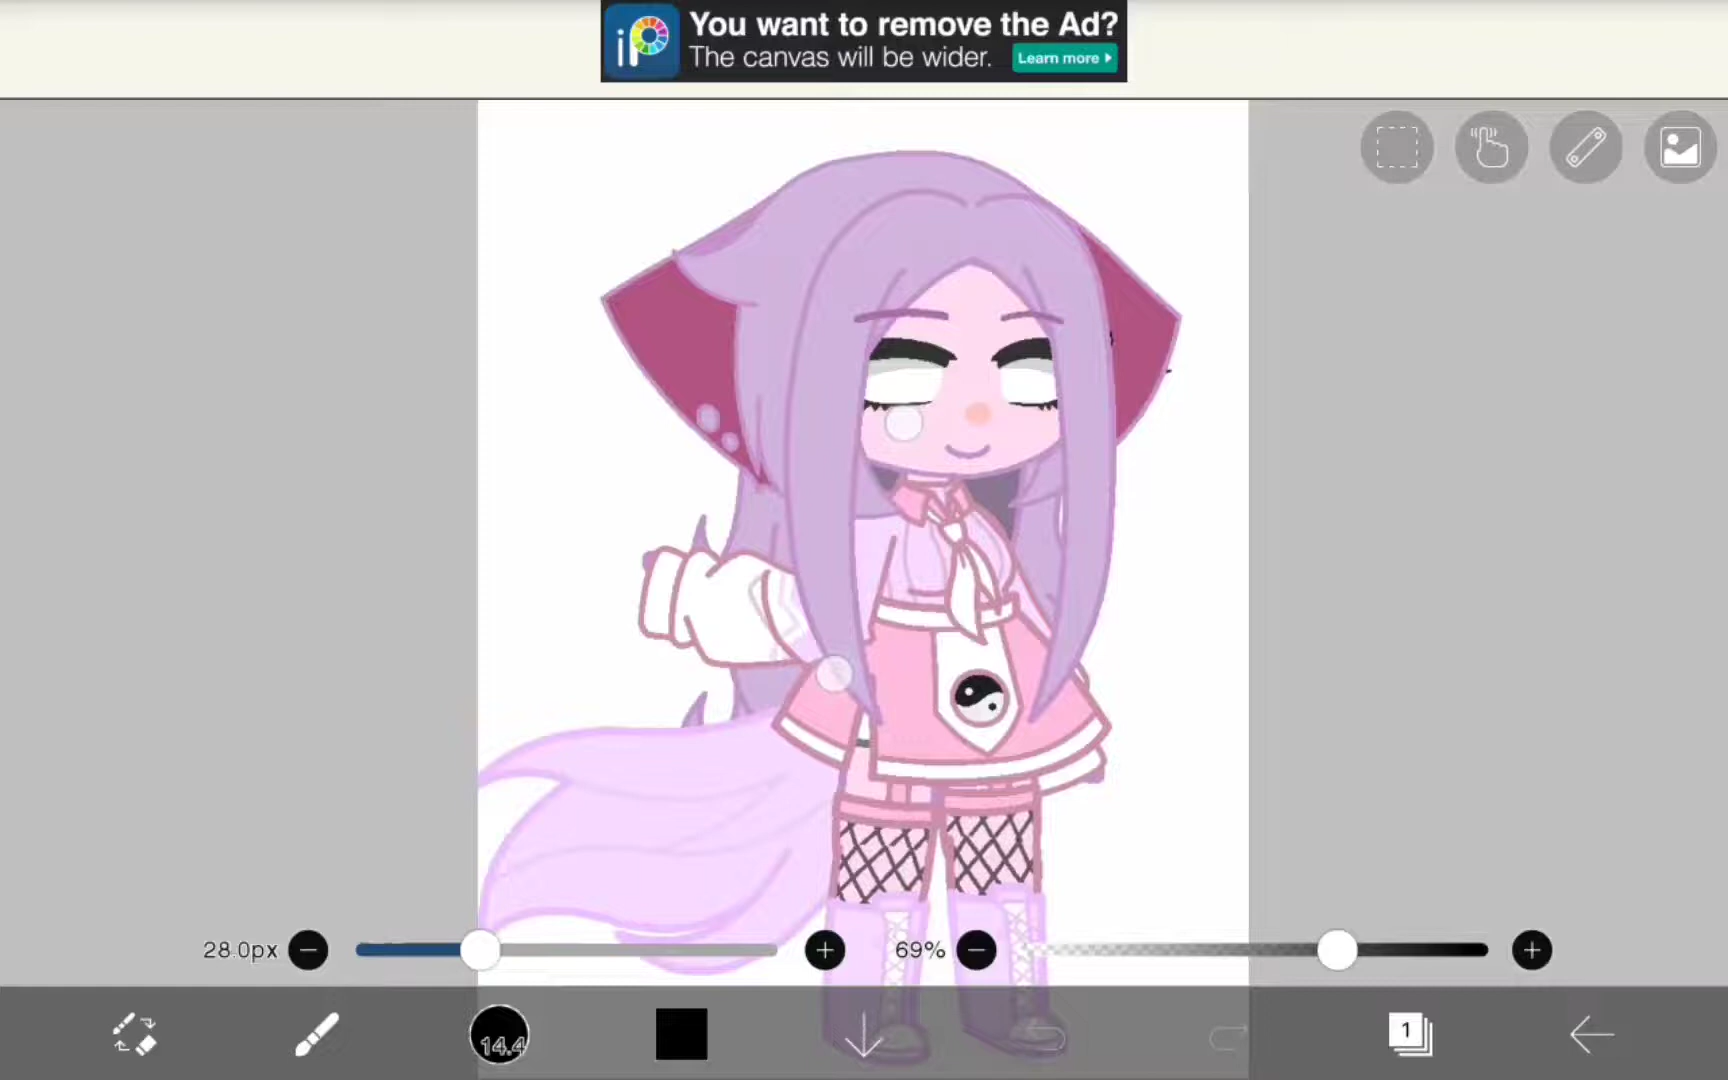 iP
You want to remove the Ad?
The canvas will be wider.
Learn more
28.0px
69%
14.4
1